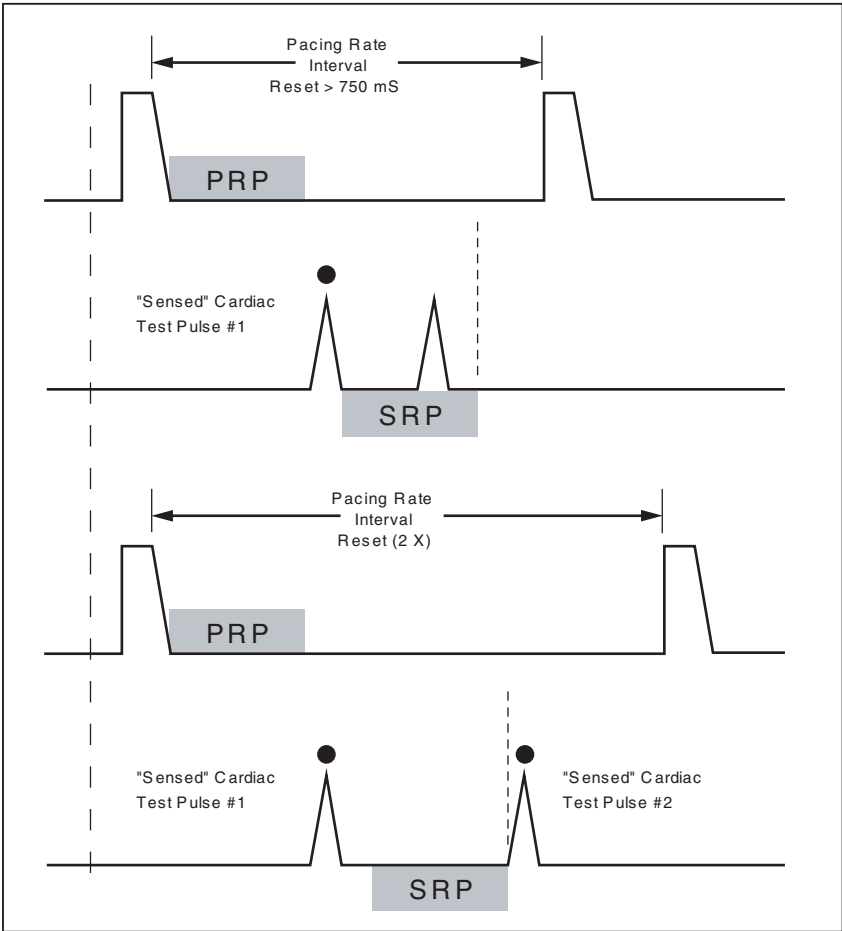 Pacing Rate
Interval
Reset > 750 mS
PRP
"Sensed" Cardiac
Test Pulse #1
SRP
Pacing Rate
Interval
Reset (2 X)
PRP
"Sensed" Cardiac
Test Pulse #1
"Sensed" Cardiac
Test Pulse #2
SRP